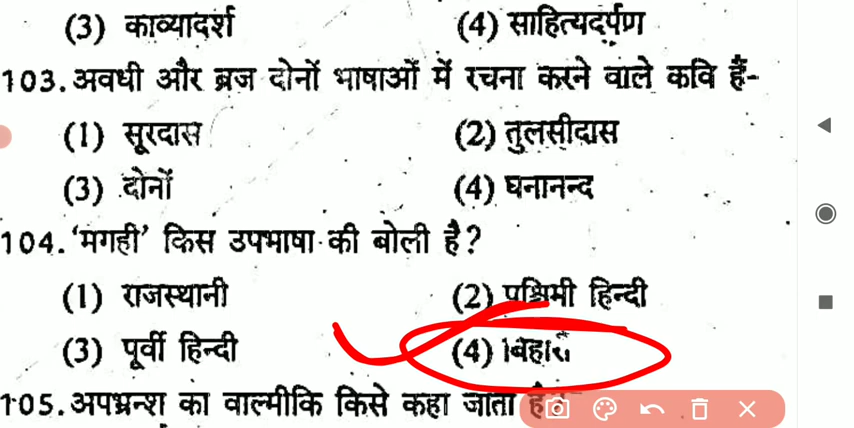 (3) काव्यादर्श (4) साहित्यदर्पण
103. अवधी और ब्रज दोनों भाषाओं में रचना करने वाले कवि हैं-
(1) सूरदास (2) तुलसीदास
(3) दोनों (4) घनानन्द
104. ‘मगही’ किस उपभाषा की बोली है?
(1) राजस्थानी (2) पश्चिमी हिन्दी
(3) पूर्वी हिन्दी (4) बिहारी
105. अपभ्रन्श का वाल्मीकि किसे कहा जाता